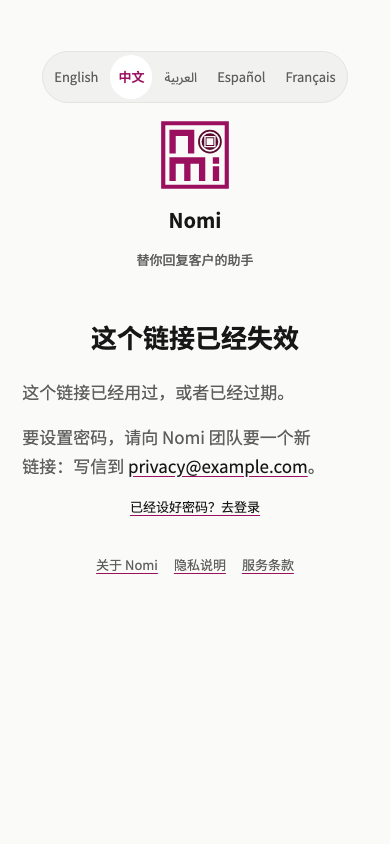 English 中文 العربية Español Français
nomi
Nomi
替你回复客户的助手
这个链接已经失效
这个链接已经用过，或者已经过期。
要设置密码，请向 Nomi 团队要一个新
链接：写信到 privacy@example.com。
已经设好密码？去登录
关于 Nomi 隐私说明 服务条款